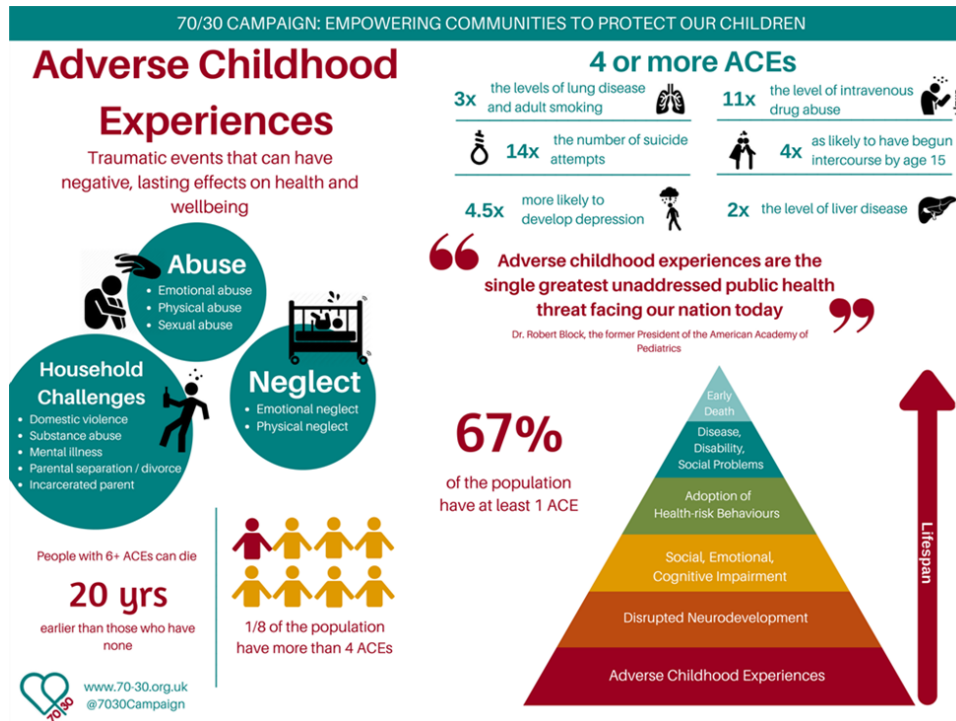 70/30 CAMPAIGN: EMPOWERING COMMUNITIES TO PROTECT OUR CHILDREN
Adverse Childhood
Experiences
Traumatic events that can have
negative, lasting effects on health and
wellbeing
Abuse
• Emotional abuse
• Physical abuse
• Sexual abuse
Household
Challenges
• Domestic violence
• Substance abuse
• Mental illness
• Parental separation / divorce
• Incarcerated parent
Neglect
• Emotional neglect
• Physical neglect
People with 6+ ACEs can die
20 yrs
earlier than those who have
none
1/8 of the population
have more than 4 ACEs
70/30
www.70-30.org.uk
@7030Campaign
4 or more ACEs
3x the levels of lung disease
and adult smoking
11x the level of intravenous
drug abuse
14x the number of suicide
attempts
4x as likely to have begun
intercourse by age 15
4.5x more likely to
develop depression
2x the level of liver disease
“ Adverse childhood experiences are the
single greatest unaddressed public health
threat facing our nation today ”
Dr. Robert Block, the former President of the American Academy of
Pediatrics
67%
of the population
have at least 1 ACE
Early
Death
Disease,
Disability,
Social Problems
Adoption of
Health-risk Behaviours
Social, Emotional,
Cognitive Impairment
Disrupted Neurodevelopment
Adverse Childhood Experiences
Lifespan